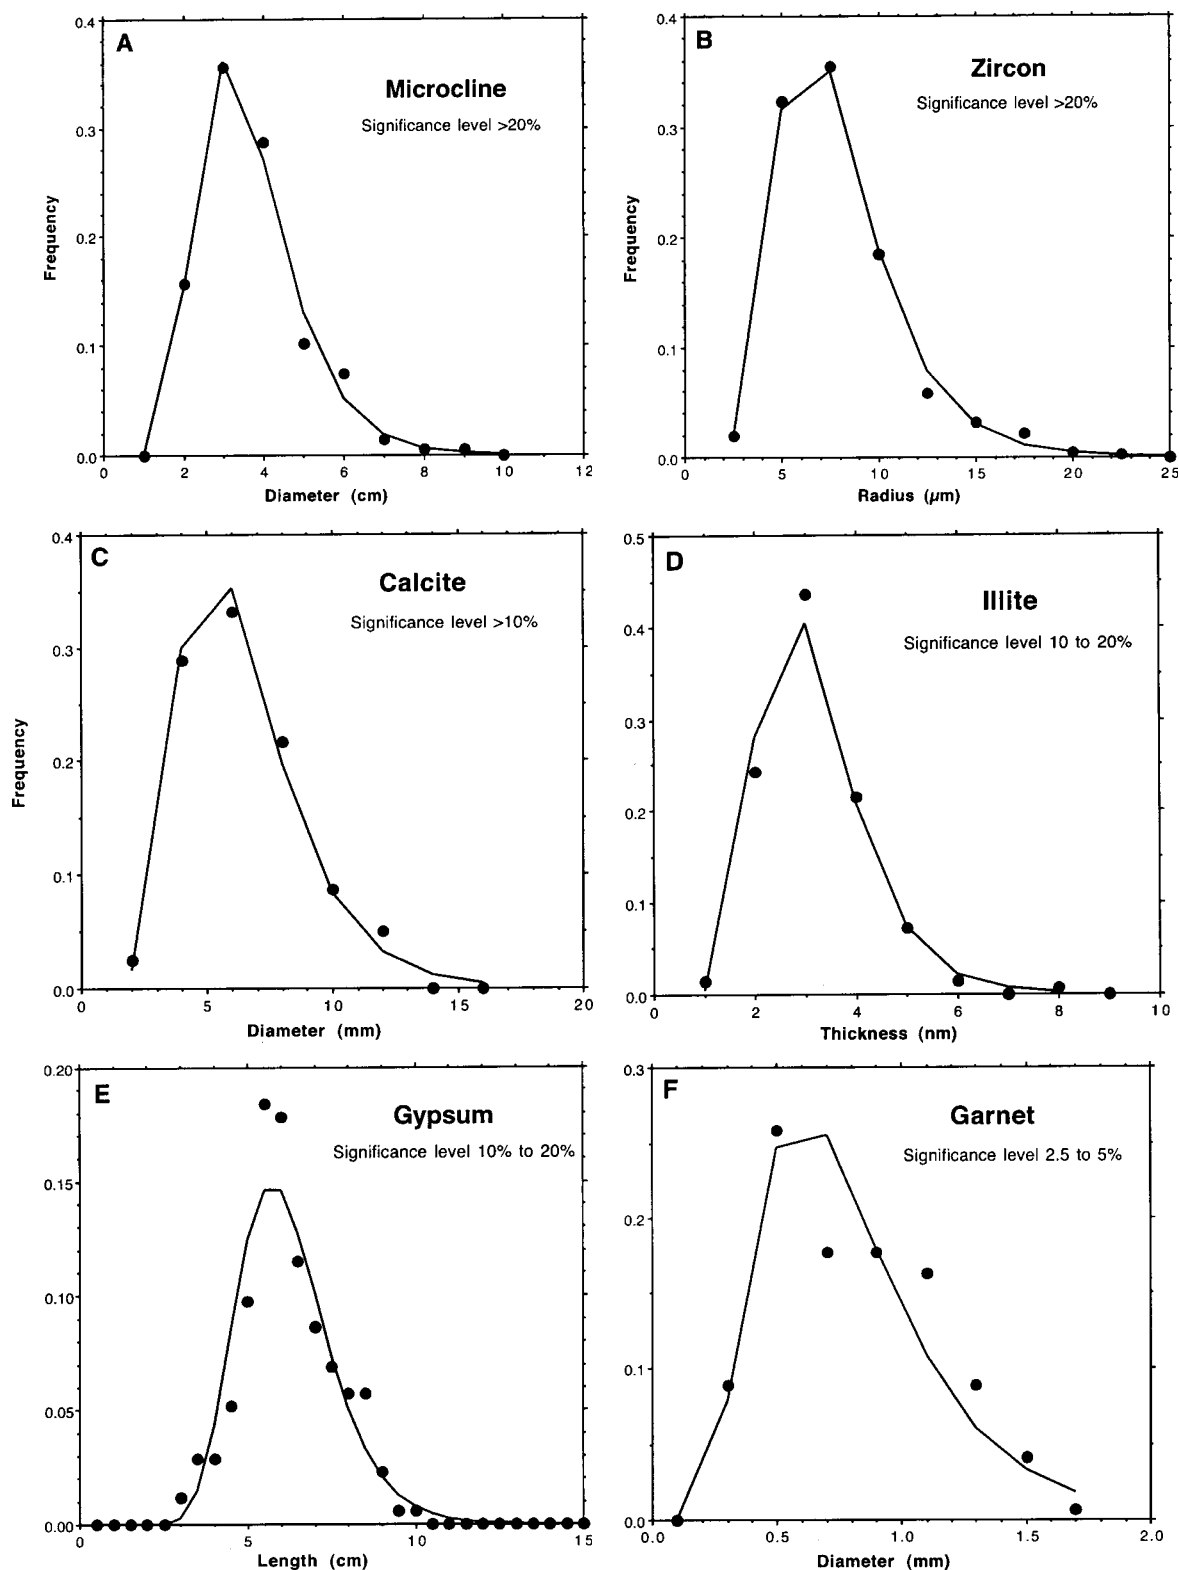 A
Microcline
Significance level >20%
Frequency
0.4
0.3
0.2
0.1
0.0
0 2 4 6 8 10 12
Diameter (cm)
B
Zircon
Significance level >20%
Frequency
0.4
0.3
0.2
0.1
0.0
0 5 10 15 20 25
Radius (µm)
C
Calcite
Significance level >10%
Frequency
0.4
0.3
0.2
0.1
0.0
0 5 10 15 20
Diameter (mm)
D
Illite
Significance level 10 to 20%
0.5
0.4
0.3
0.2
0.1
0.0
0 2 4 6 8 10
Thickness (nm)
E
Gypsum
Significance level 10% to 20%
0.20
0.15
0.10
0.05
0.00
0 5 10 15
Length (cm)
F
Garnet
Significance level 2.5 to 5%
0.3
0.2
0.1
0.0
0.0 0.5 1.0 1.5 2.0
Diameter (mm)